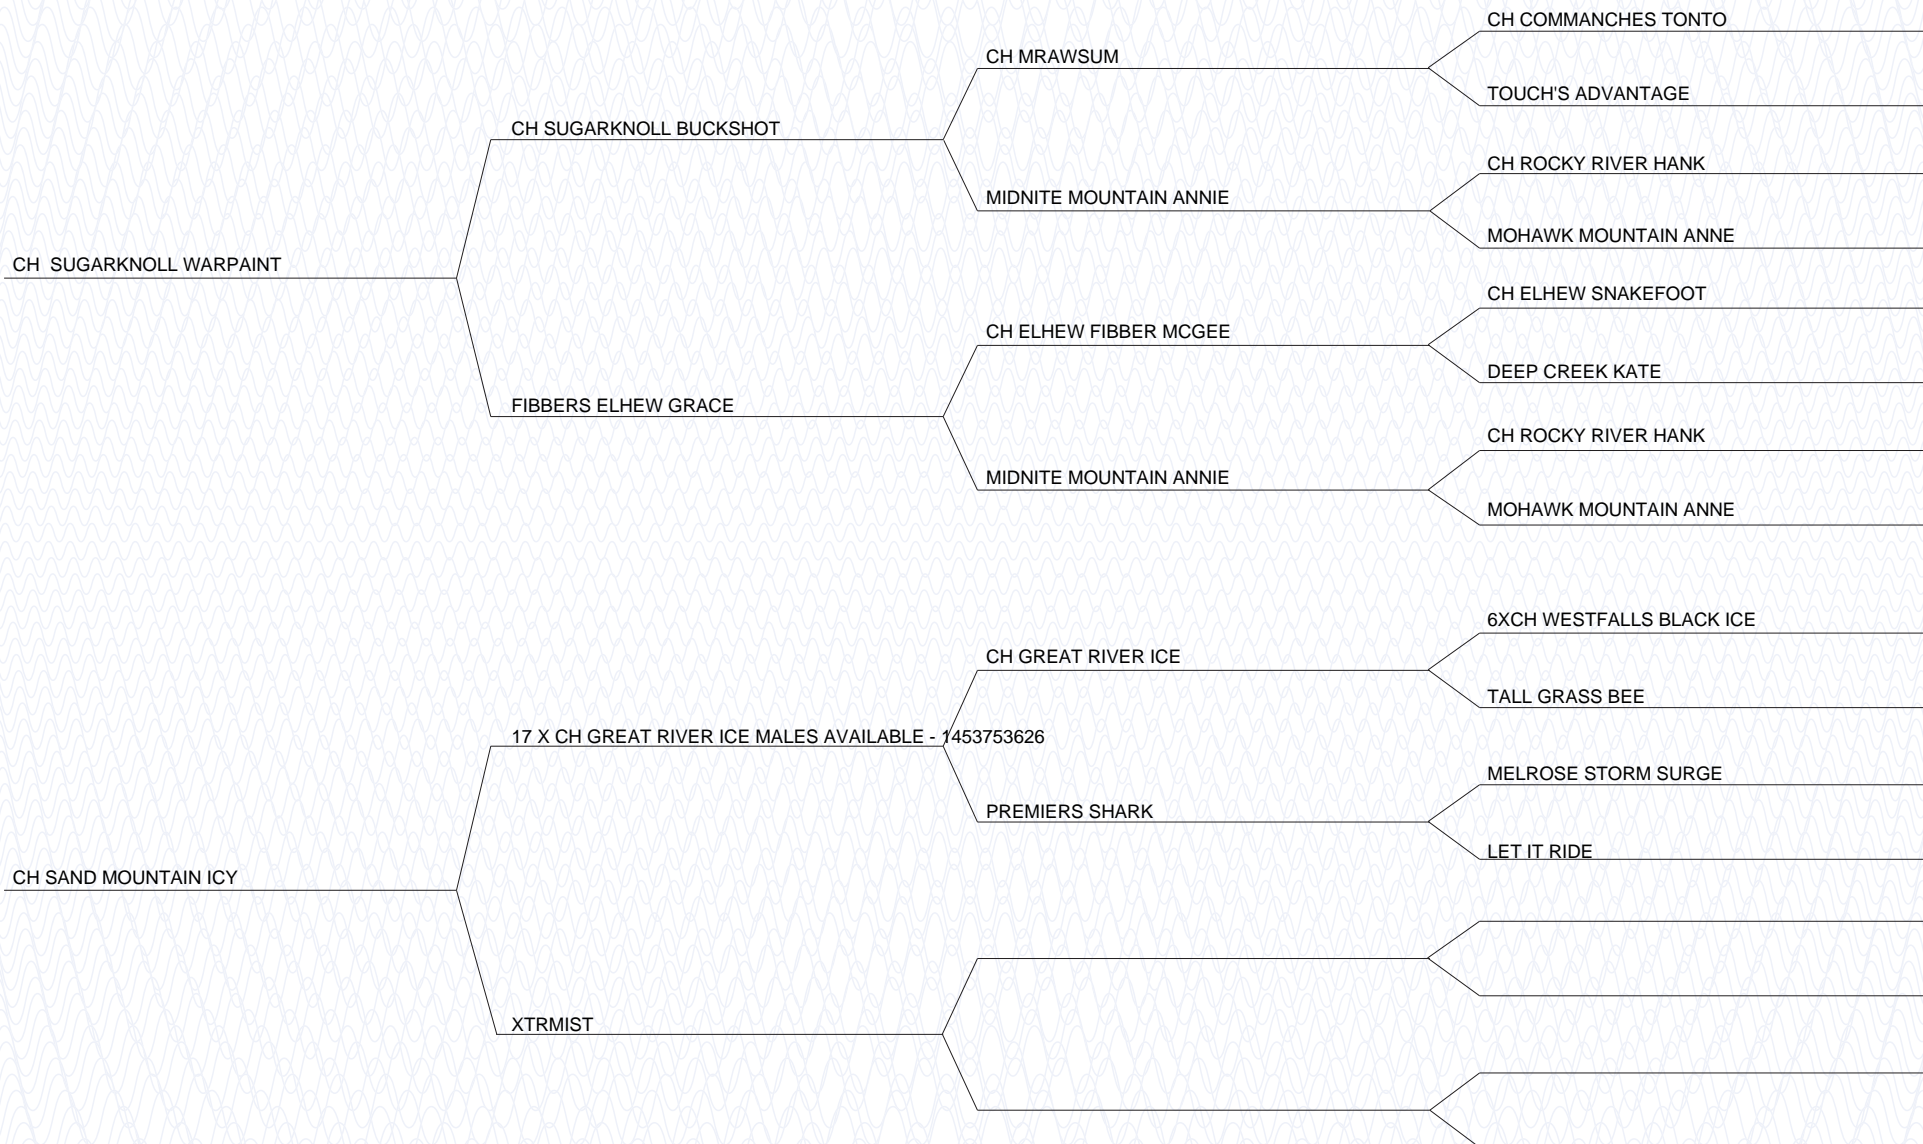 CH COMMANCHES TONTO
CH MRAWSUM
TOUCH'S ADVANTAGE
CH SUGARKNOLL BUCKSHOT
CH ROCKY RIVER HANK
MIDNITE MOUNTAIN ANNIE
MOHAWK MOUNTAIN ANNE
CH  SUGARKNOLL WARPAINT
CH ELHEW SNAKEFOOT
CH ELHEW FIBBER MCGEE
DEEP CREEK KATE
FIBBERS ELHEW GRACE
CH ROCKY RIVER HANK
MIDNITE MOUNTAIN ANNIE
MOHAWK MOUNTAIN ANNE
6XCH WESTFALLS BLACK ICE
CH GREAT RIVER ICE
TALL GRASS BEE
17 X CH GREAT RIVER ICE MALES AVAILABLE - 1453753626
MELROSE STORM SURGE
PREMIERS SHARK
LET IT RIDE
CH SAND MOUNTAIN ICY
XTRMIST